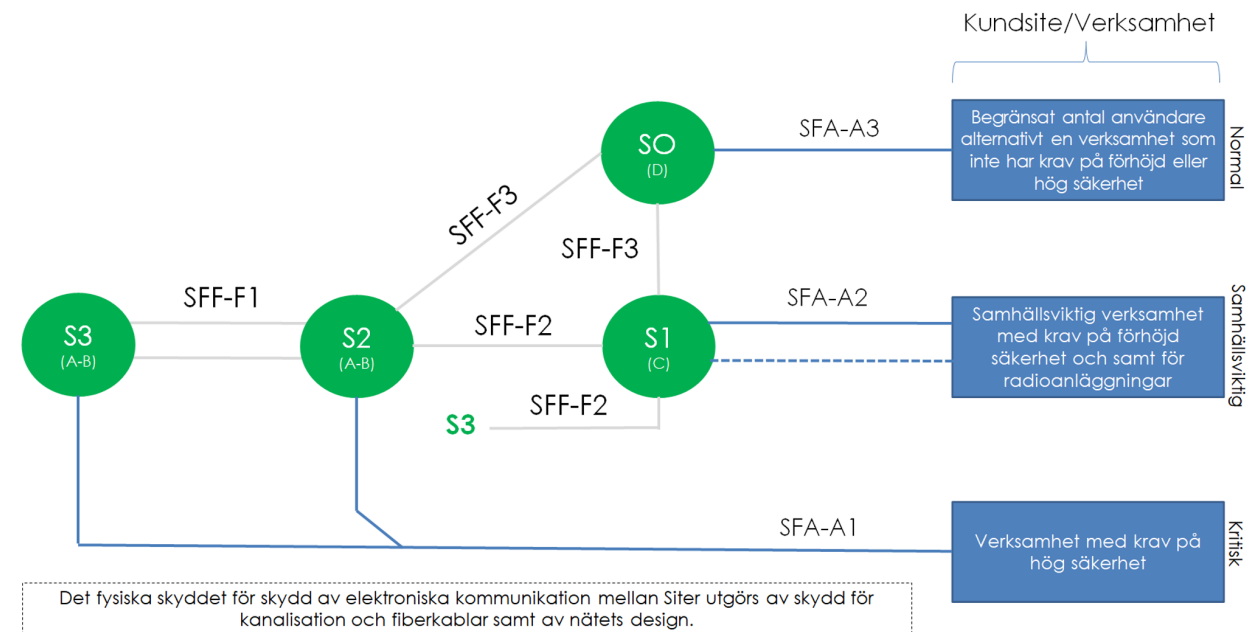 Kundsite/Verksamhet
SO
(D)
SFA-A3
Begränsat antal användare
alternativt en verksamhet som
inte har krav på förhöjd eller
hög säkerhet
Normal
SFF-F3
SFF-F3
S3
(A-B)
SFF-F1
S2
(A-B)
SFF-F2
S1
(C)
SFA-A2
Samhällsviktig verksamhet
med krav på förhöjd
säkerhet och samt för
radioanläggningar
Samhällsviktig
S3
SFF-F2
SFA-A1
Verksamhet med krav på
hög säkerhet
Kritisk
Det fysiska skyddet för skydd av elektroniska kommunikation mellan Siter utgörs av skydd för
kanalisation och fiberkablar samt av nätets design.